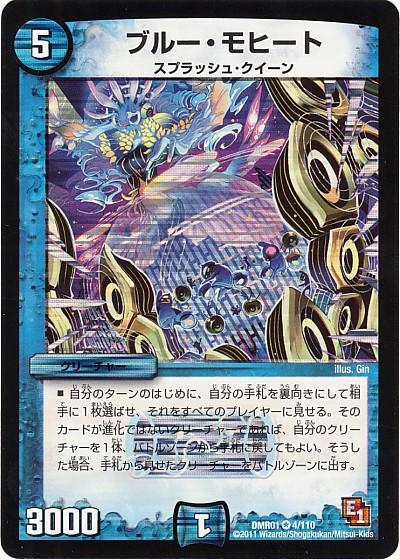 5
ブルー・モヒート
スプラッシュ・クイーン
クリーチャー
illus. Gin
■ 自分のターンのはじめに、自分の手札を裏向きにして相
手に1枚選ばせ、それをすべてのプレイヤーに見せる。その
カードが進化ではないクリーチャーであれば、自分のクリー
チャーを1体、バトルゾーンから手札に戻してもよい。そうし
た場合、手札から見せたクリーチャーをバトルゾーンに出す。
3000
1
DMR01 4/110
©2011 Wizards/Shogakukan/Mitsui-Kids
E1